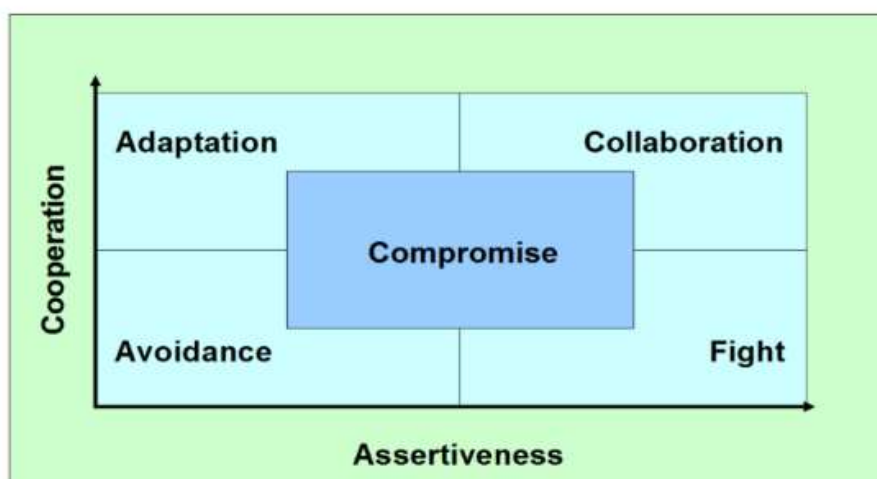 Adaptation
Collaboration
Compromise
Avoidance
Fight
Cooperation
Assertiveness